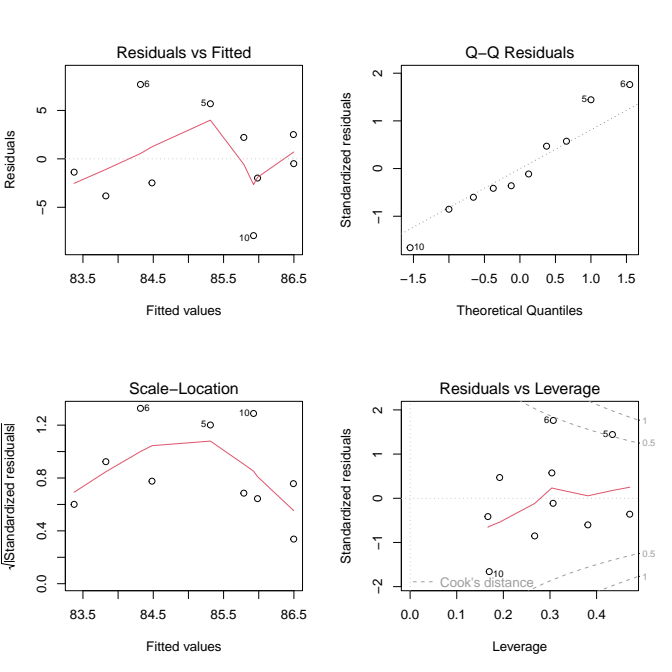 Residuals vs Fitted
Residuals
5
0
−5
6
5
10
83.5 84.5 85.5 86.5
Fitted values
Q−Q Residuals
Standardized residuals
2
1
0
−1
6
5
10
−1.5 −0.5 0.0 0.5 1.0 1.5
Theoretical Quantiles
Scale−Location
√|Standardized residuals|
1.2
0.8
0.4
0.0
6
5
10
83.5 84.5 85.5 86.5
Fitted values
Residuals vs Leverage
Standardized residuals
2
1
0
−1
−2
6
5
10
Cook's distance
1
0.5
0.5
1
0.0 0.1 0.2 0.3 0.4
Leverage